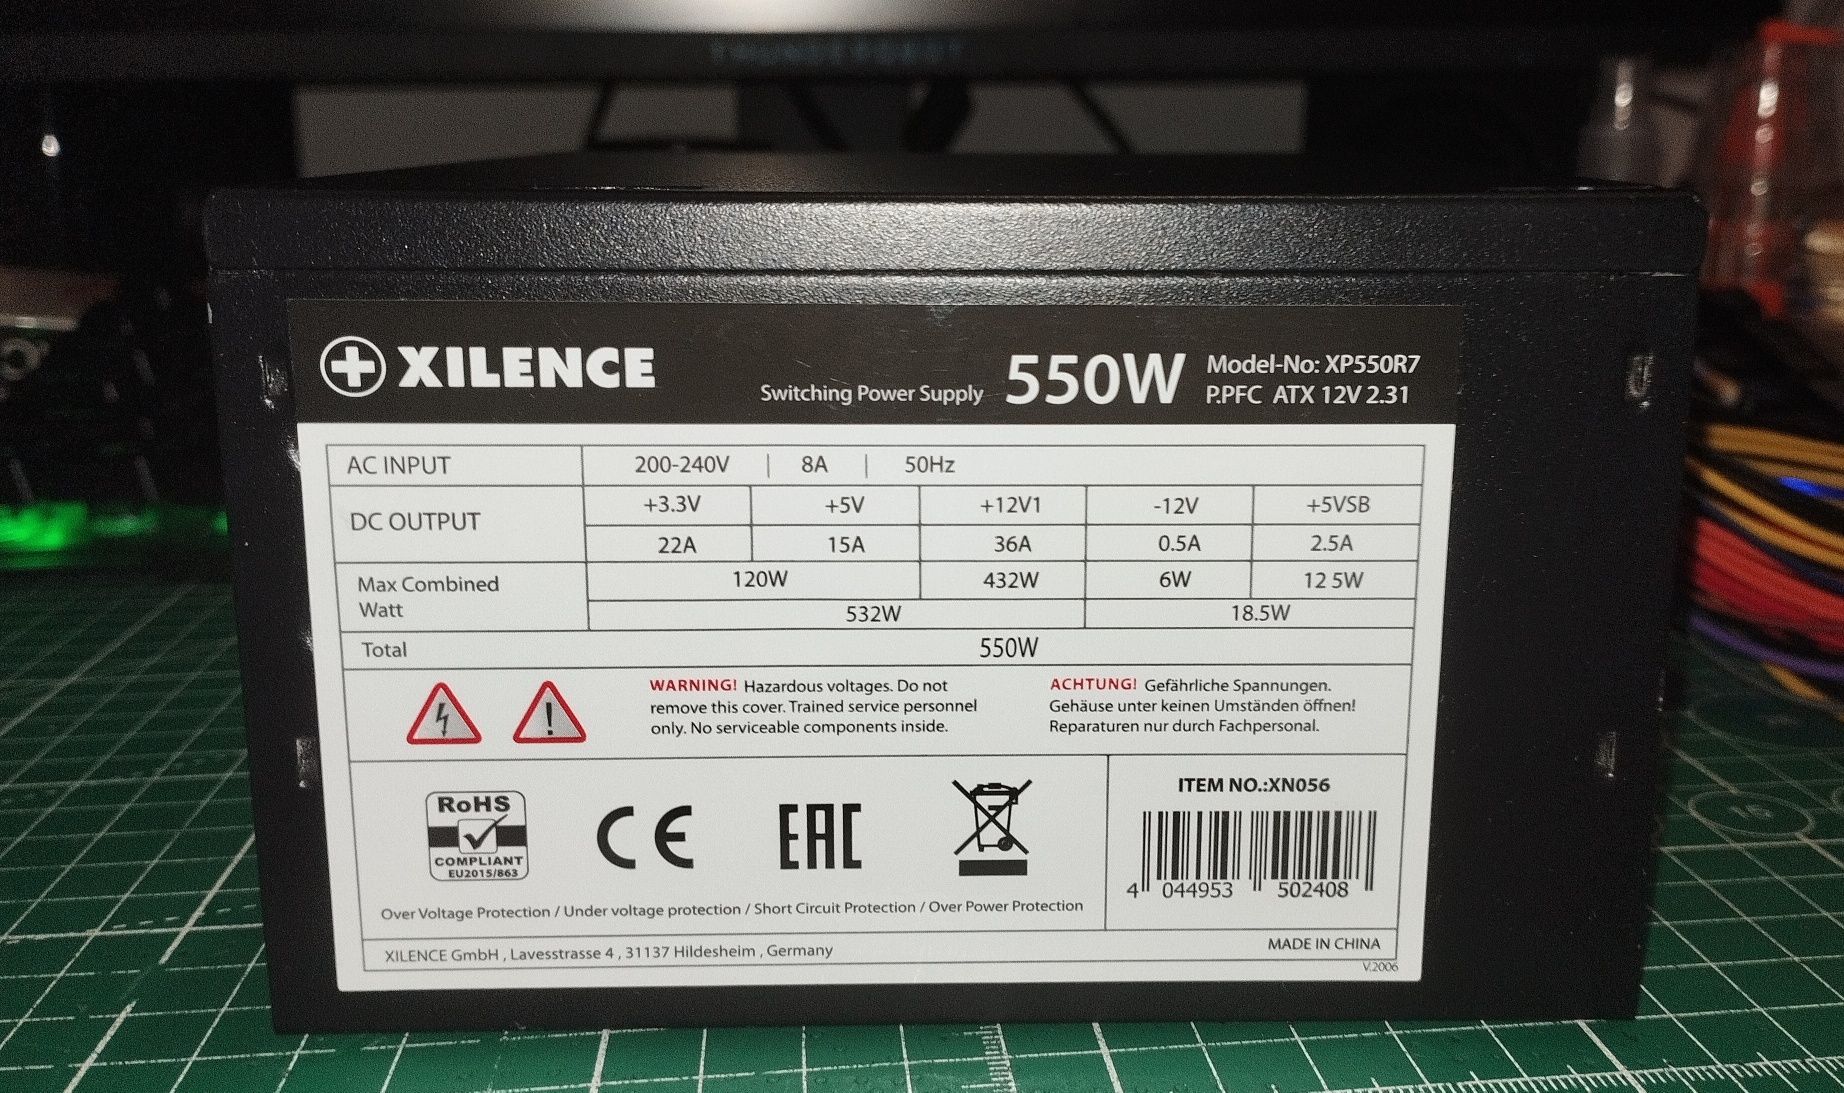 THUNDEROBOT
XILENCE
Switching Power Supply 550W
Model-No: XP550R7
P.PFC ATX 12V 2.31
AC INPUT 200-240V | 8A | 50Hz
DC OUTPUT
+3.3V +5V +12V1 -12V +5VSB
22A 15A 36A 0.5A 2.5A
Max Combined
Watt
120W 432W 6W 12 5W
532W 18.5W
Total 550W
WARNING! Hazardous voltages. Do not
remove this cover. Trained service personnel
only. No serviceable components inside.
ACHTUNG! Gefährliche Spannungen.
Gehäuse unter keinen Umständen öffnen!
Reparaturen nur durch Fachpersonal.
RoHS
COMPLIANT
EU2015/863
CE
EAC
ITEM NO.:XN056
4 044953 502408
Over Voltage Protection / Under voltage protection / Short Circuit Protection / Over Power Protection
XILENCE GmbH , Lavesstrasse 4 , 31137 Hildesheim , Germany
MADE IN CHINA
V.2006